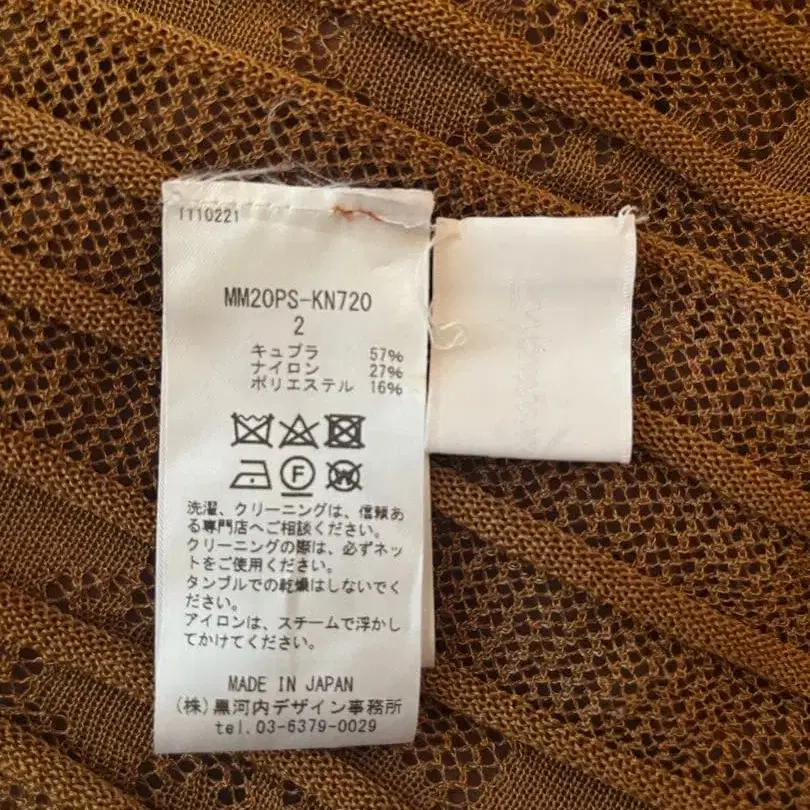 1110221
MM20PS-KN720
2
キュプラ 57%
ナイロン 27%
ポリエステル 16%
F
W
洗濯、クリーニングは、信頼あ
る専門店へご相談ください。
クリーニングの際は、必ずネッ
トをご使用ください。
タンブルでの乾燥はしないでく
ださい。
アイロンは、スチームで浮かし
てかけてください。
MADE IN JAPAN
(株)黒河内デザイン事務所
tel.03-6379-0029